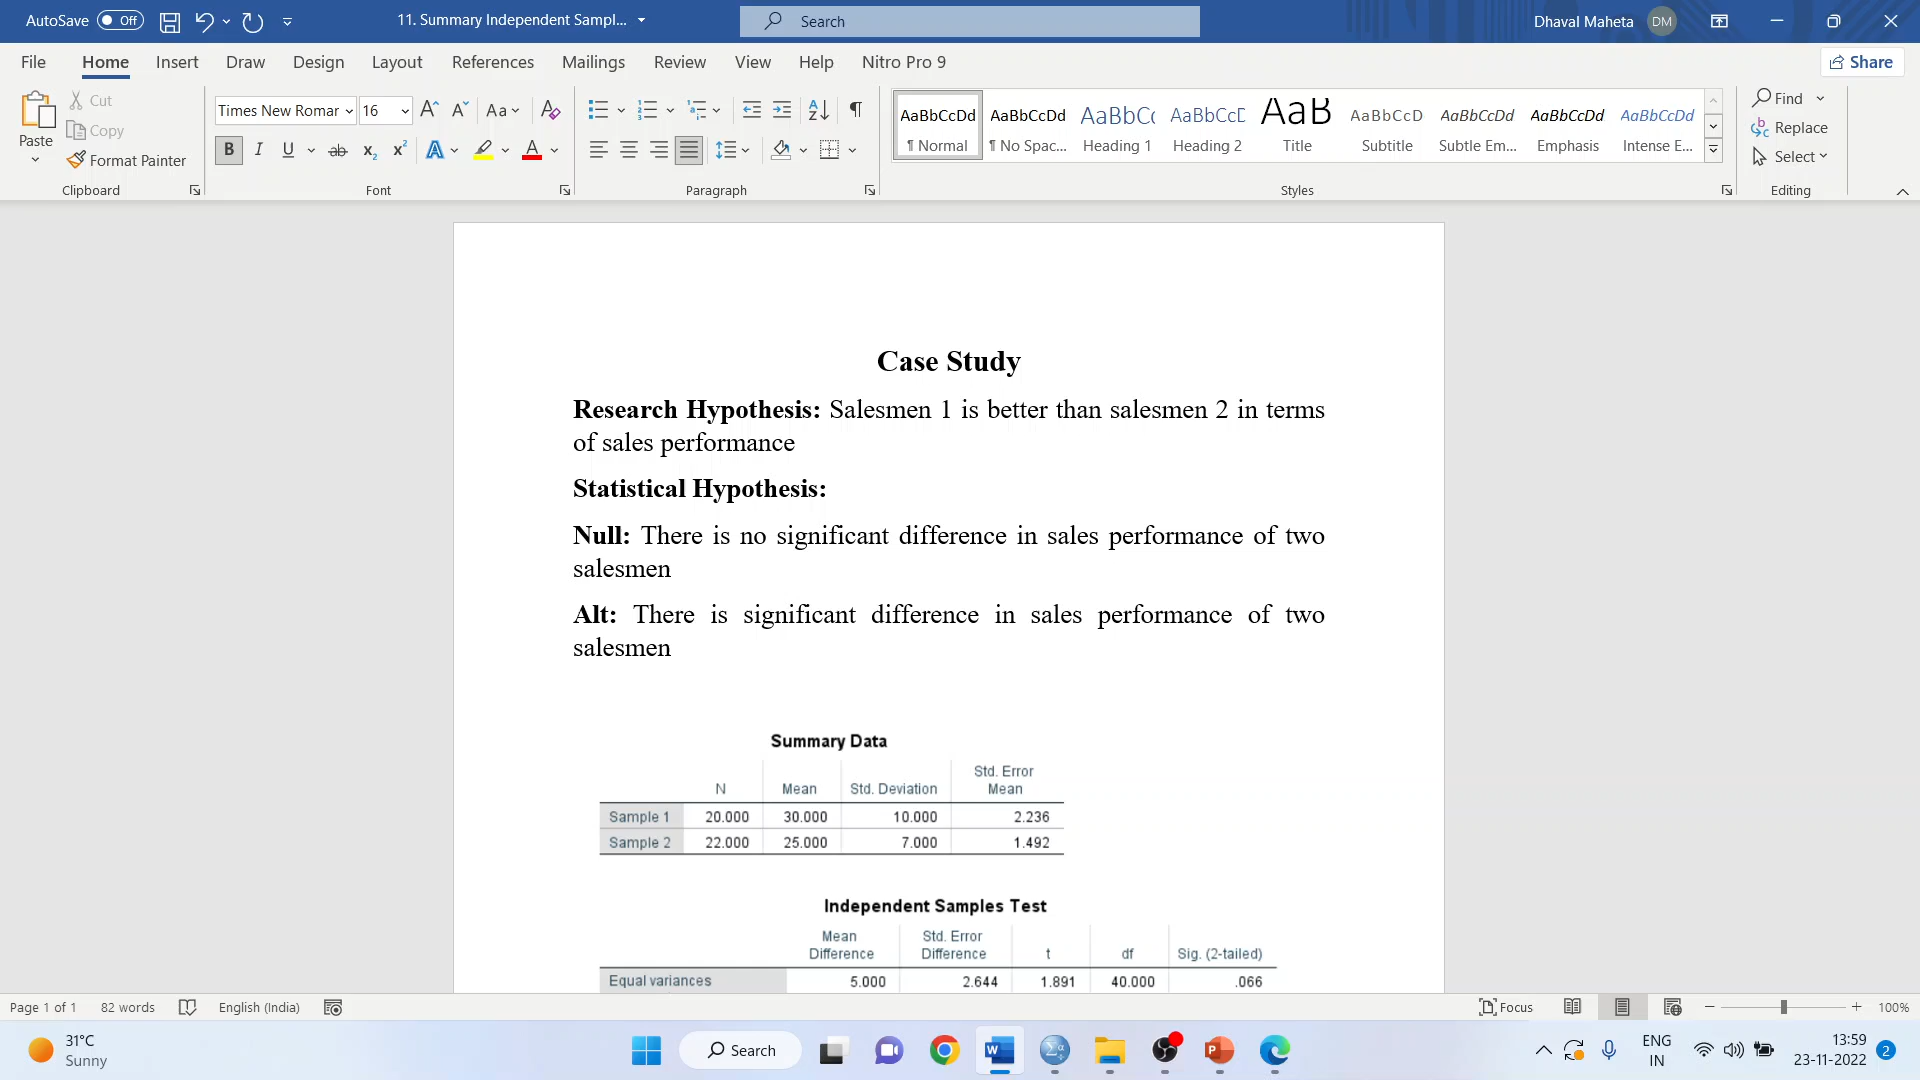 AutoSave Off 11. Summary Independent Sampl... Search Dhaval Maheta DM
File Home Insert Draw Design Layout References Mailings Review View Help Nitro Pro 9 Share
Paste
Cut
Copy
Format Painter
Clipboard
Times New Romar 16
Font
Paragraph
AaBbCcDd AaBbCcDd AaBbC( AaBbCcC AaB AaBbCcD AaBbCcDd AaBbCcDd AaBbCcDd
¶ Normal ¶ No Spac... Heading 1 Heading 2 Title Subtitle Subtle Em... Emphasis Intense E...
Styles
Find
Replace
Select
Editing
Case Study
Research Hypothesis: Salesmen 1 is better than salesmen 2 in terms
of sales performance
Statistical Hypothesis:
Null: There is no significant difference in sales performance of two
salesmen
Alt: There is significant difference in sales performance of two
salesmen
Summary Data
N Mean Std. Deviation Std. Error Mean
Sample 1 20.000 30.000 10.000 2.236
Sample 2 22.000 25.000 7.000 1.492
Independent Samples Test
Mean Difference Std. Error Difference t df Sig. (2-tailed)
Equal variances 5.000 2.644 1.891 40.000 .066
Page 1 of 1 82 words English (India) Focus 100%
31°C
Sunny
Search
ENG
IN
13:59
23-11-2022
2